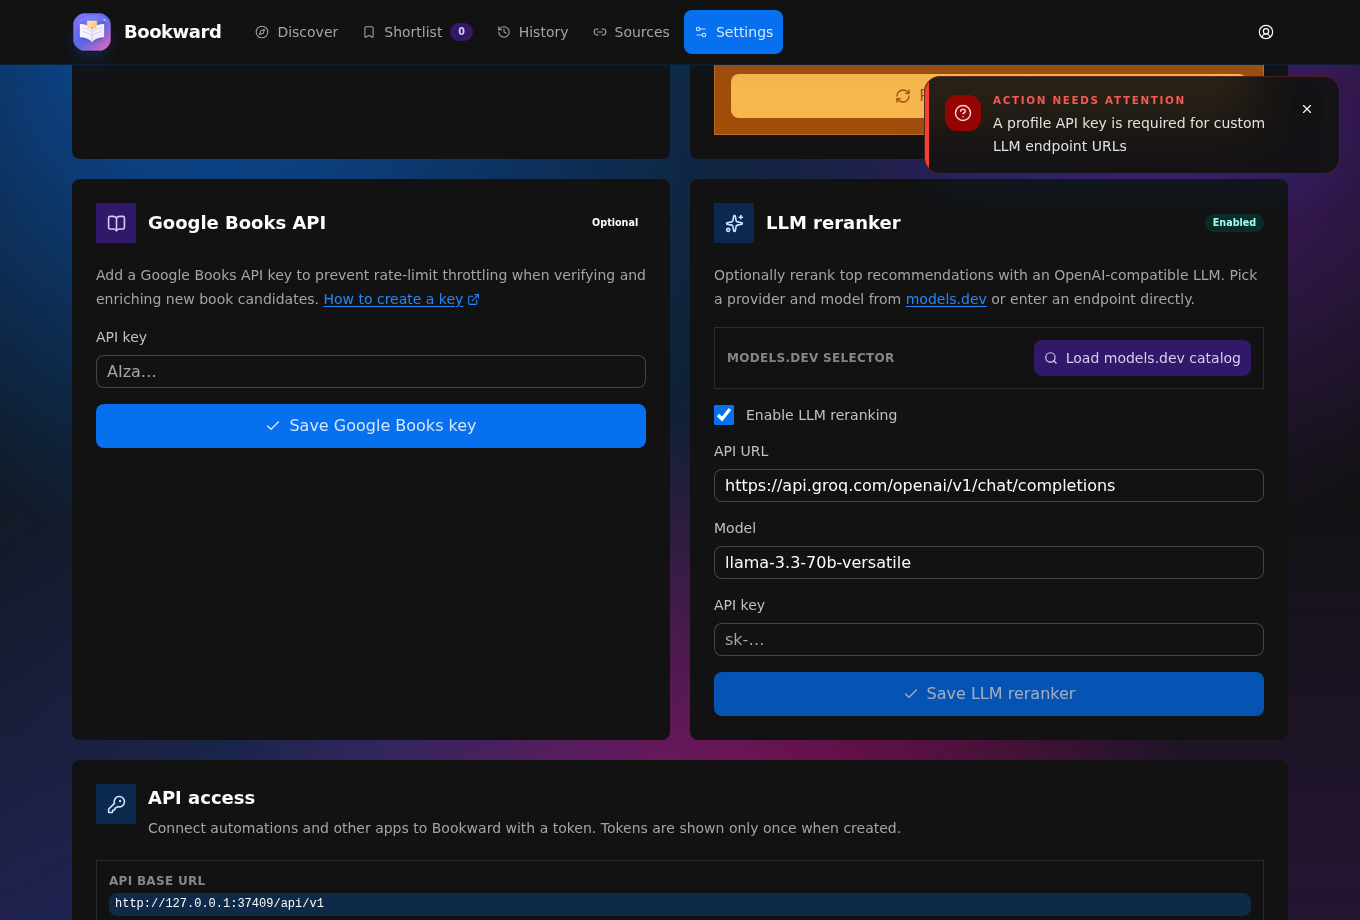 Bookward
Discover
Shortlist 0
History
Sources
Settings
ACTION NEEDS ATTENTION
A profile API key is required for custom
LLM endpoint URLs
Google Books API
Optional
Add a Google Books API key to prevent rate-limit throttling when verifying and
enriching new book candidates. How to create a key
API key
AIza...
Save Google Books key
LLM reranker
Enabled
Optionally rerank top recommendations with an OpenAI-compatible LLM. Pick
a provider and model from models.dev or enter an endpoint directly.
MODELS.DEV SELECTOR
Load models.dev catalog
Enable LLM reranking
API URL
https://api.groq.com/openai/v1/chat/completions
Model
llama-3.3-70b-versatile
API key
sk-...
Save LLM reranker
API access
Connect automations and other apps to Bookward with a token. Tokens are shown only once when created.
API BASE URL
http://127.0.0.1:37409/api/v1